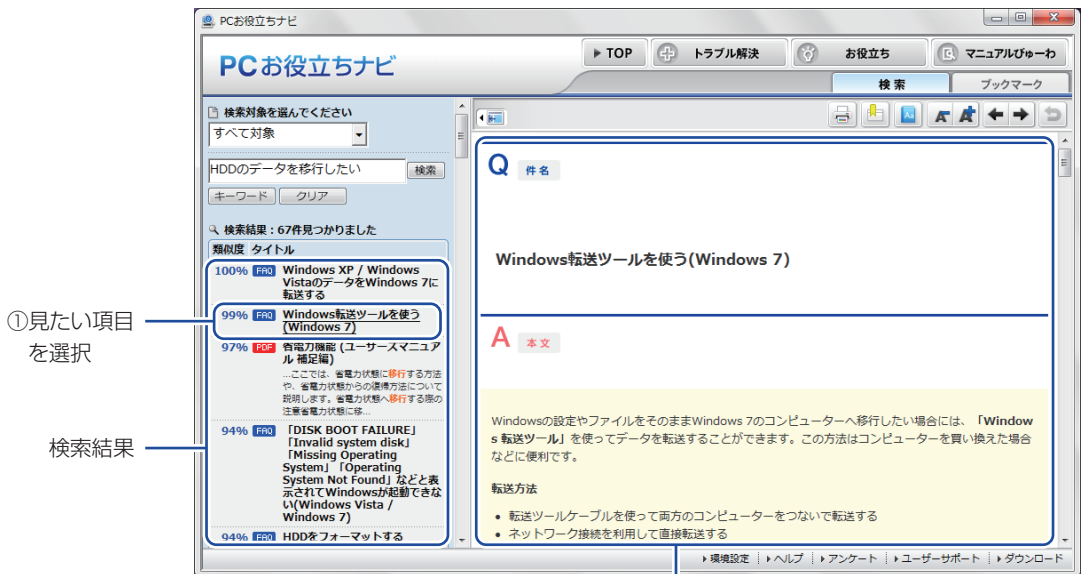 PCお役立ちナビ
PCお役立ちナビ
TOP
トラブル解決
お役立ち
マニュアルびゅーわ
検索
ブックマーク
検索対象を選んでください
すべて対象
HDDのデータを移行したい
検索
キーワード
クリア
検索結果：67件見つかりました
類似度 タイトル
100% FAQ Windows XP / Windows
VistaのデータをWindows 7に
転送する
99% FAQ Windows転送ツールを使う
(Windows 7)
97% PDF 省電力機能 (ユーザーズマニュア
ル 補足編)
…ここでは、省電力状態に移行する方法
や、省電力状態からの復帰方法について
説明します。省電力状態へ移行する際の
注意省電力状態に移...
94% FAQ 「DISK BOOT FAILURE」
「Invalid system disk」
「Missing Operating
System」「Operating
System Not Found」などと表
示されてWindowsが起動できな
い(Windows Vista /
Windows 7)
94% FAQ HDDをフォーマットする
①見たい項目
を選択
検索結果
Q 件名
Windows転送ツールを使う(Windows 7)
A 本文
Windowsの設定やファイルをそのままWindows 7のコンピューターへ移行したい場合には、「Window
s 転送ツール」を使ってデータを転送することができます。この方法はコンピューターを買い換えた場合
などに便利です。
転送方法
• 転送ツールケーブルを使って両方のコンピューターをつないで転送する
• ネットワーク接続を利用して直接転送する
環境設定
ヘルプ
アンケート
ユーザーサポート
ダウンロード